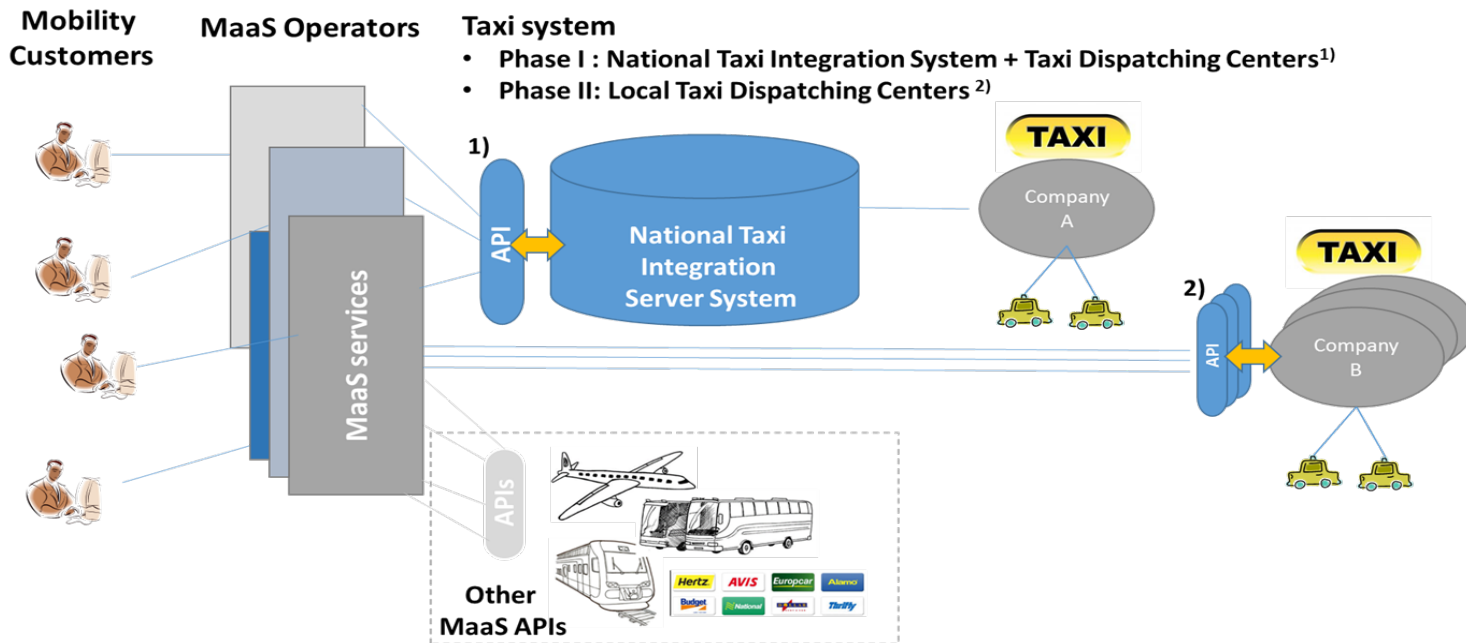 Mobility
Customers
MaaS Operators
Taxi system
• Phase I : National Taxi Integration System + Taxi Dispatching Centers1)
• Phase II: Local Taxi Dispatching Centers 2)
1)
API
National Taxi
Integration
Server System
TAXI
Company
A
TAXI
2)
API
Company
B
MaaS services
APIs
Other
MaaS APIs
Hertz
AVIS
Europcar
Alamo
Budget
National
Thrifty